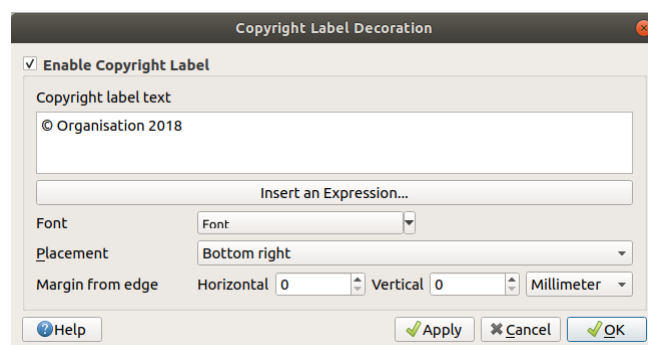 Copyright Label Decoration
Enable Copyright Label
Copyright label text
© Organisation 2018
Insert an Expression...
Font Font
Placement Bottom right
Margin from edge Horizontal 0 Vertical 0 Millimeter
Help Apply Cancel OK